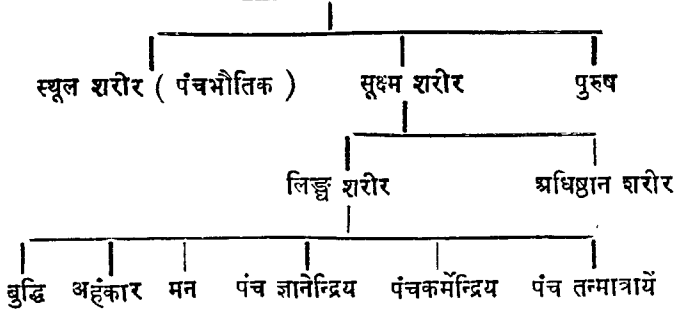 स्थूल शरीर ( पंचभौतिक ) सूक्ष्म शरीर पुरुष
लिङ्ग शरीर अधिष्ठान शरीर
बुद्धि अहंकार मन पंच ज्ञानेन्द्रिय पंचकर्मेन्द्रिय पंच तन्मात्रायें